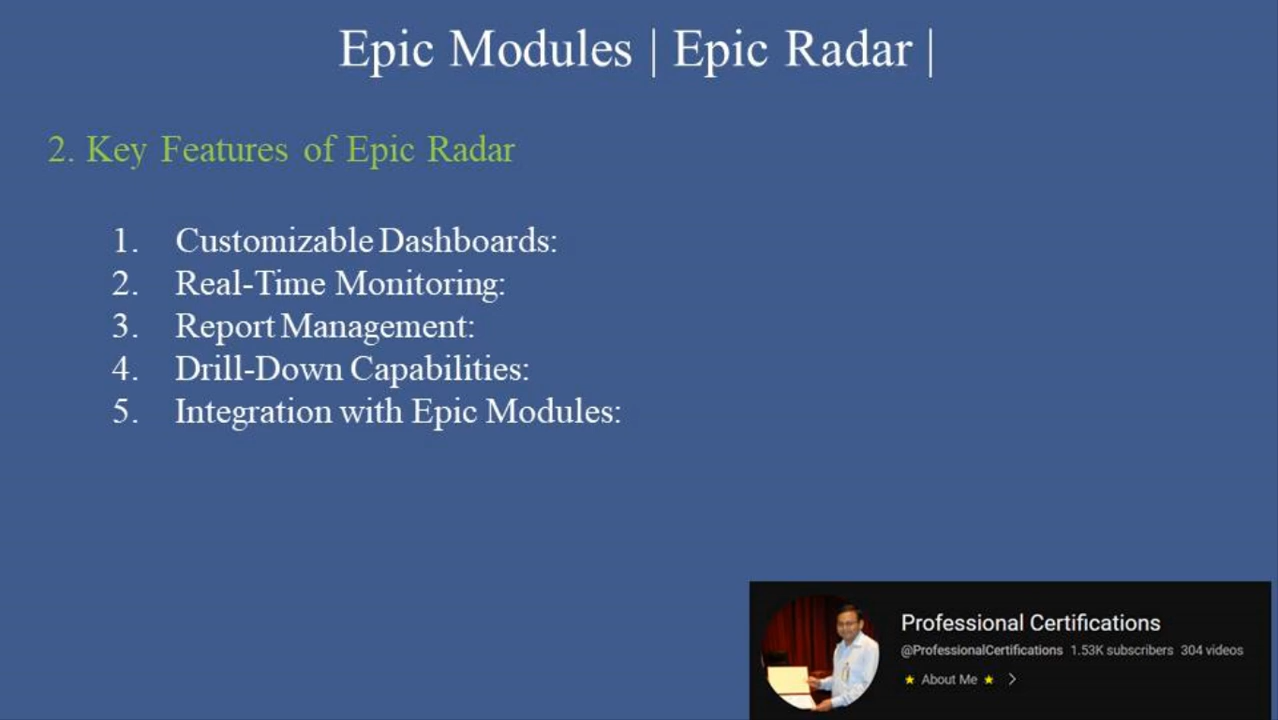 Epic Modules | Epic Radar |
2. Key Features of Epic Radar
1. Customizable Dashboards:
2. Real-Time Monitoring:
3. Report Management:
4. Drill-Down Capabilities:
5. Integration with Epic Modules:
Professional Certifications
@ProfessionalCertifications 1.53K subscribers 304 videos
★ About Me ★ >